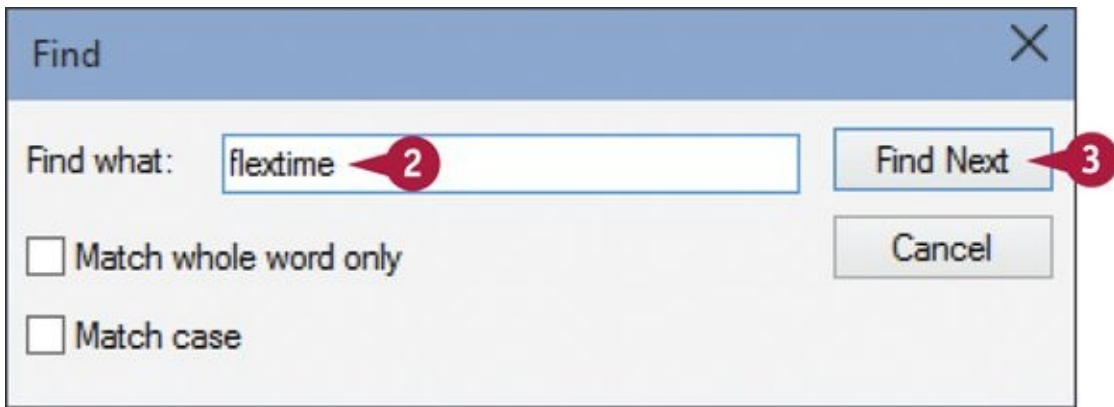 Find
Find what: flextime 2 Find Next 3
Match whole word only
Cancel
Match case